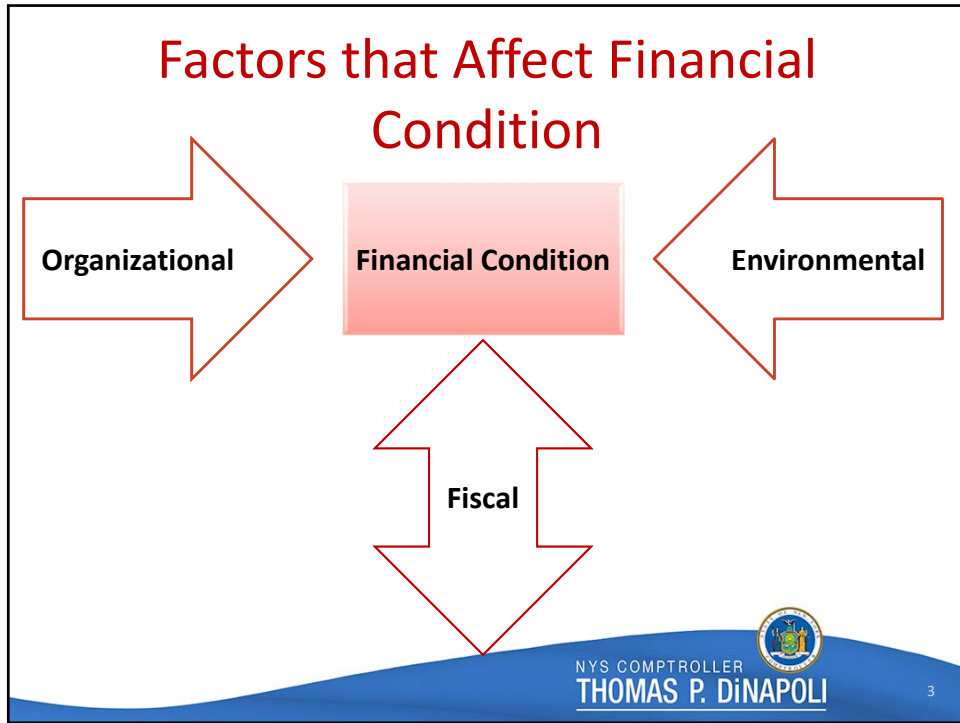 Factors that Affect Financial
Condition
Organizational
Financial Condition
Environmental
Fiscal
NYS COMPTROLLER
THOMAS P. DiNAPOLI
3